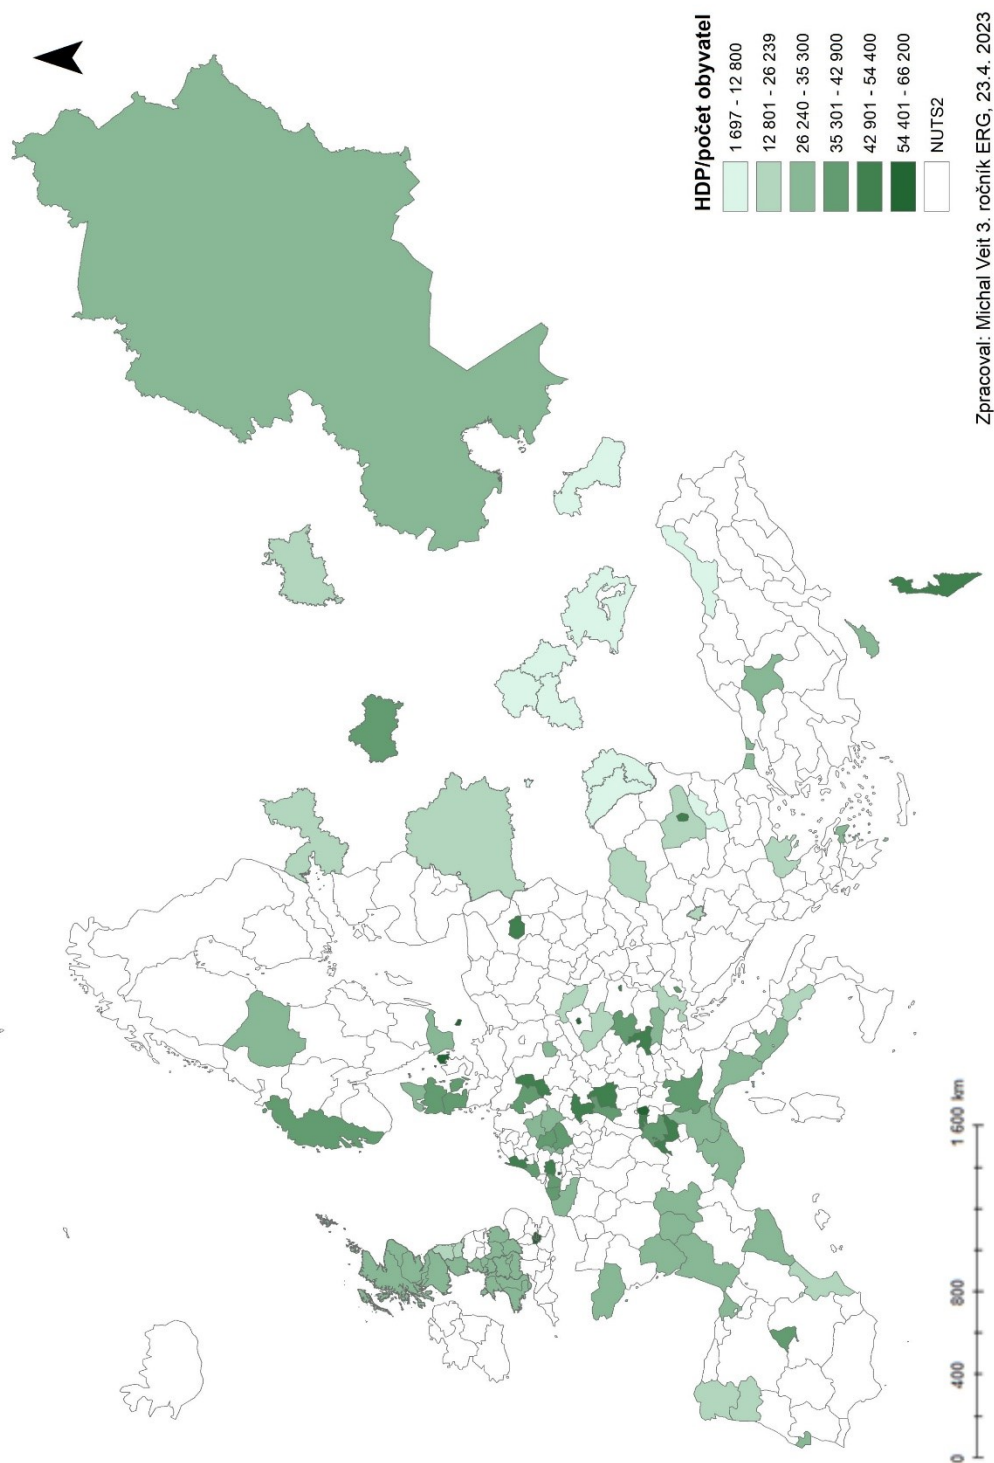 HDP/počet obyvatel
1 697 - 12 800
12 801 - 26 239
26 240 - 35 300
35 301 - 42 900
42 901 - 54 400
54 401 - 66 200
NUTS2
0 400 800 1 600 km
Zpracoval: Michal Veit 3. ročník ERG, 23.4. 2023